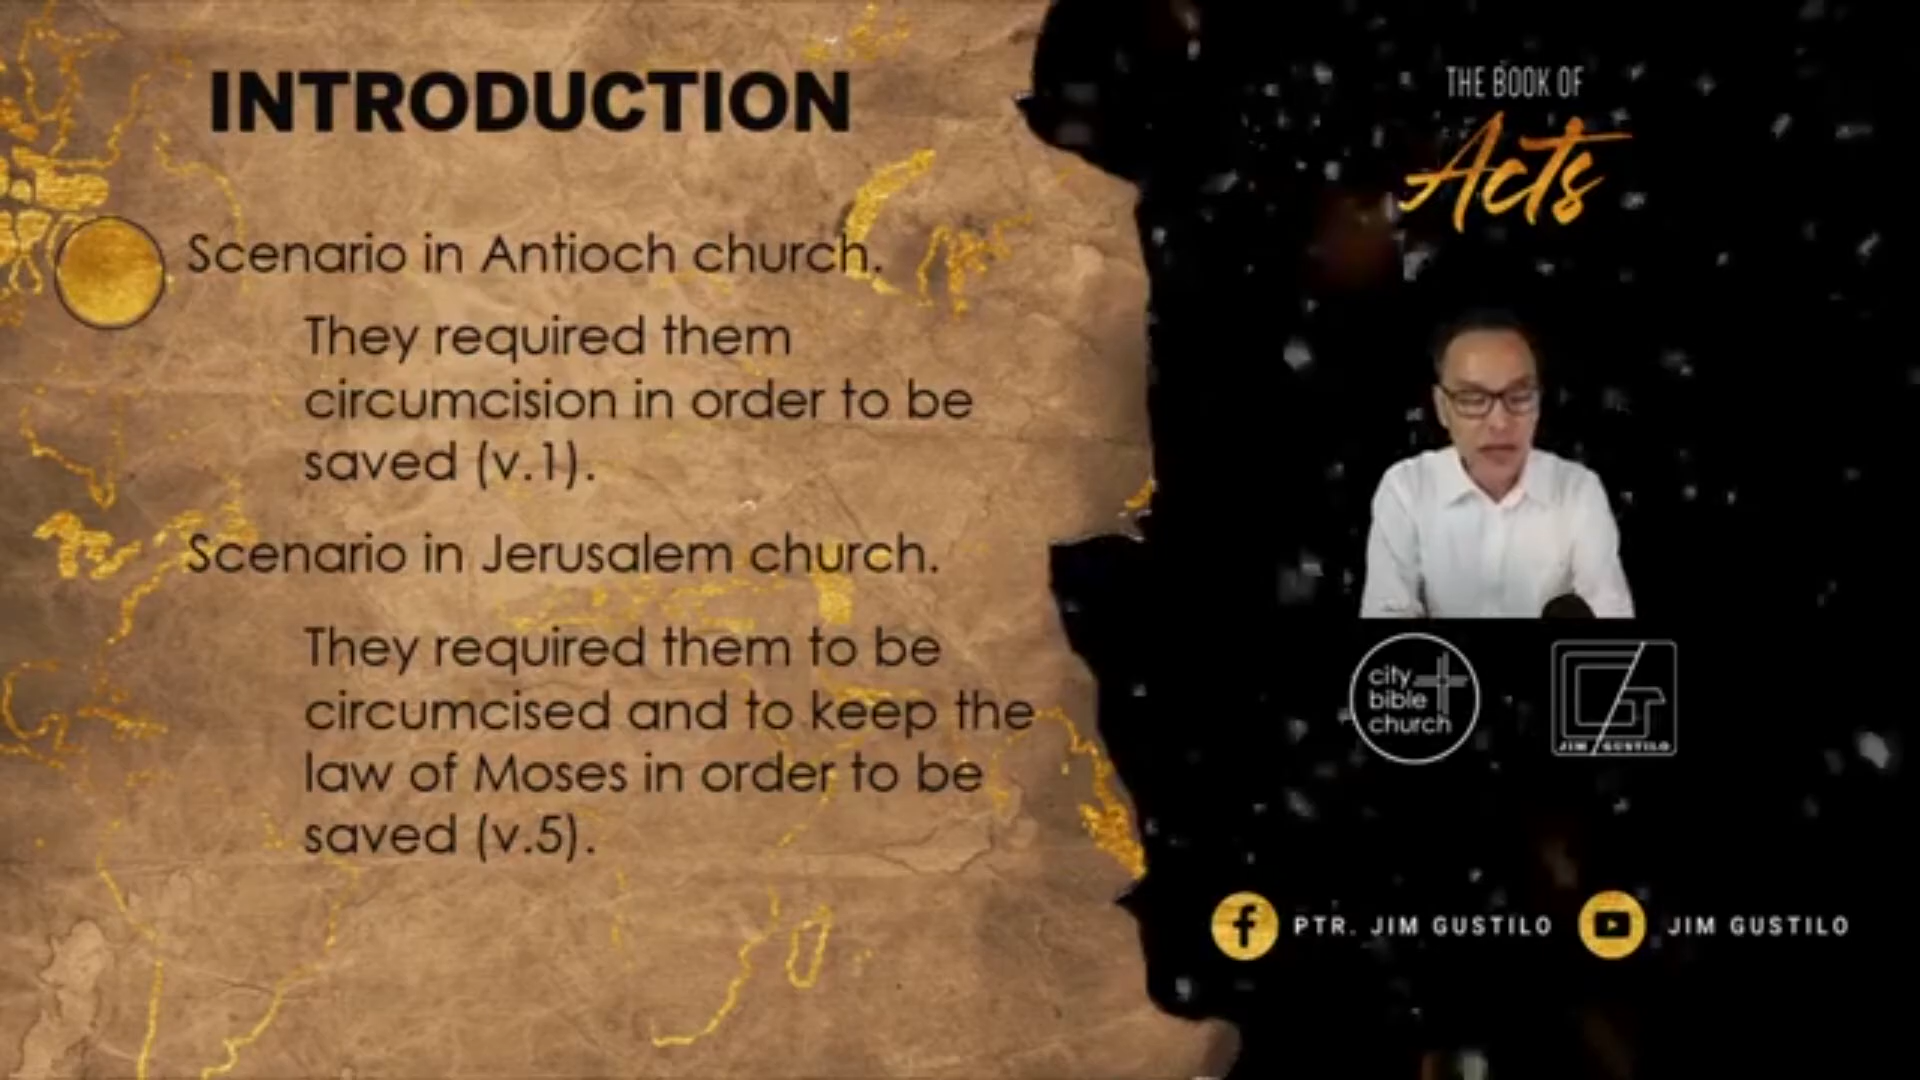 INTRODUCTION
Scenario in Antioch church.
They required them
circumcision in order to be
saved (v.1).
Scenario in Jerusalem church.
They required them to be
circumcised and to keep the
law of Moses in order to be
saved (v.5).
THE BOOK OF
Acts
city
bible
church
JIM GUSTILO
PTR. JIM GUSTILO
JIM GUSTILO